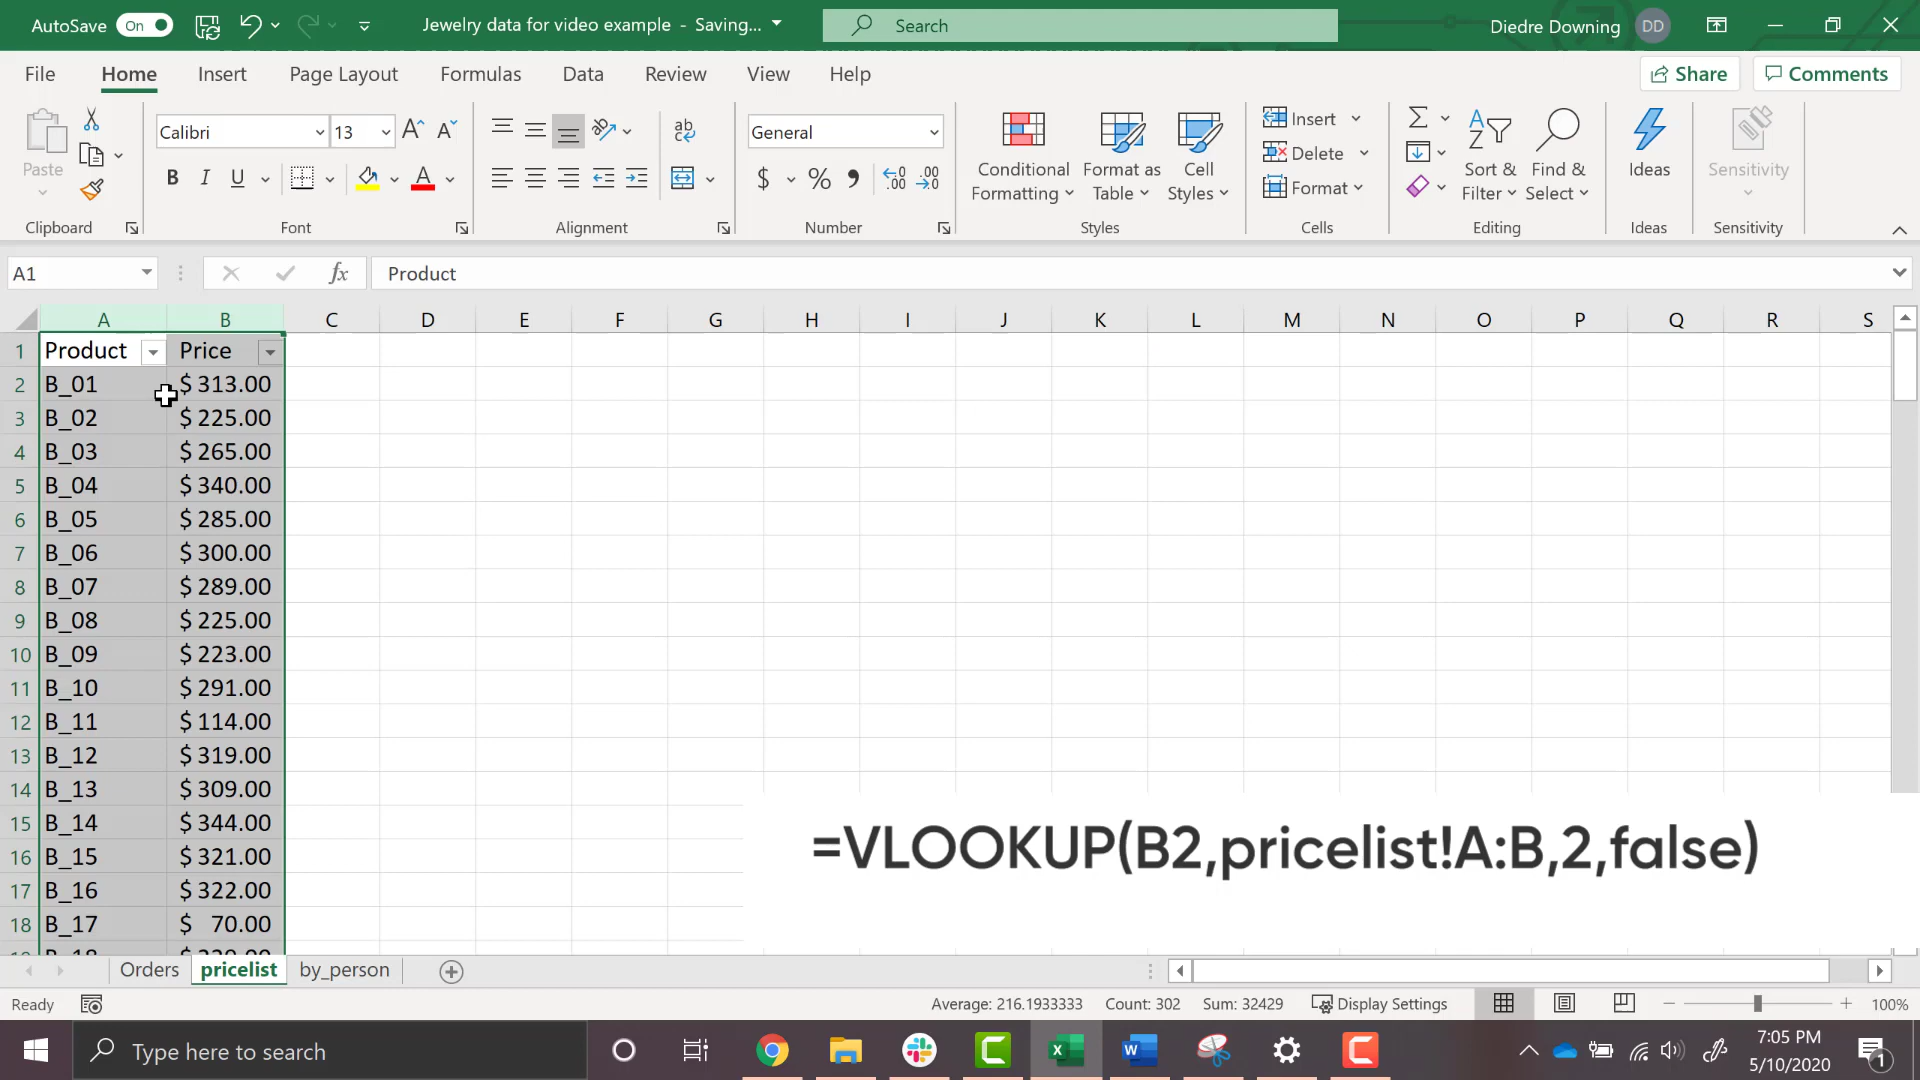 AutoSave On Jewelry data for video example - Saving... Search Diedre Downing DD
File Home Insert Page Layout Formulas Data Review View Help Share Comments
Paste
Calibri 13
B I U
ab
General
$ % 9 .00 .00
Conditional Formatting
Format as Table
Cell Styles
Insert
Delete
Format
Sort & Filter
Find & Select
Ideas
Sensitivity
Clipboard Font Alignment Number Styles Cells Editing Ideas Sensitivity
A1 fx Product
A B C D E F G H I J K L M N O P Q R S
1 Product Price
2 B_01 $ 313.00
3 B_02 $ 225.00
4 B_03 $ 265.00
5 B_04 $ 340.00
6 B_05 $ 285.00
7 B_06 $ 300.00
8 B_07 $ 289.00
9 B_08 $ 225.00
10 B_09 $ 223.00
11 B_10 $ 291.00
12 B_11 $ 114.00
13 B_12 $ 319.00
14 B_13 $ 309.00
15 B_14 $ 344.00
16 B_15 $ 321.00
17 B_16 $ 322.00
18 B_17 $ 70.00
=VLOOKUP(B2,pricelist!A:B,2,false)
Orders pricelist by_person
Ready Average: 216.1933333 Count: 302 Sum: 32429 Display Settings 100%
Type here to search
7:05 PM
5/10/2020
1